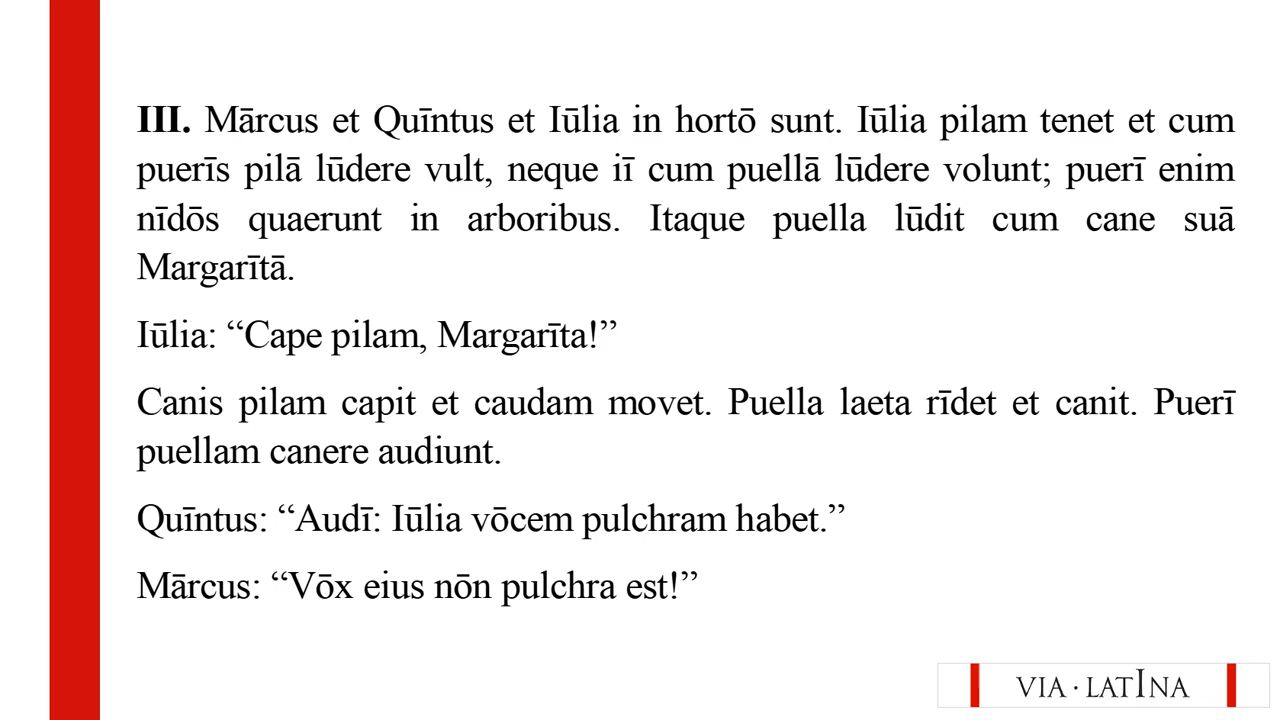 III. Mārcus et Quīntus et Iūlia in hortō sunt. Iūlia pilam tenet et cum
puerīs pilā lūdere vult, neque iī cum puellā lūdere volunt; puerī enim
nīdōs quaerunt in arboribus. Itaque puella lūdit cum cane suā
Margarītā.
Iūlia: “Cape pilam, Margarīta!”
Canis pilam capit et caudam movet. Puella laeta rīdet et canit. Puerī
puellam canere audiunt.
Quīntus: “Audī: Iūlia vōcem pulchram habet.”
Mārcus: “Vōx eius nōn pulchra est!”
VIA · LATINA